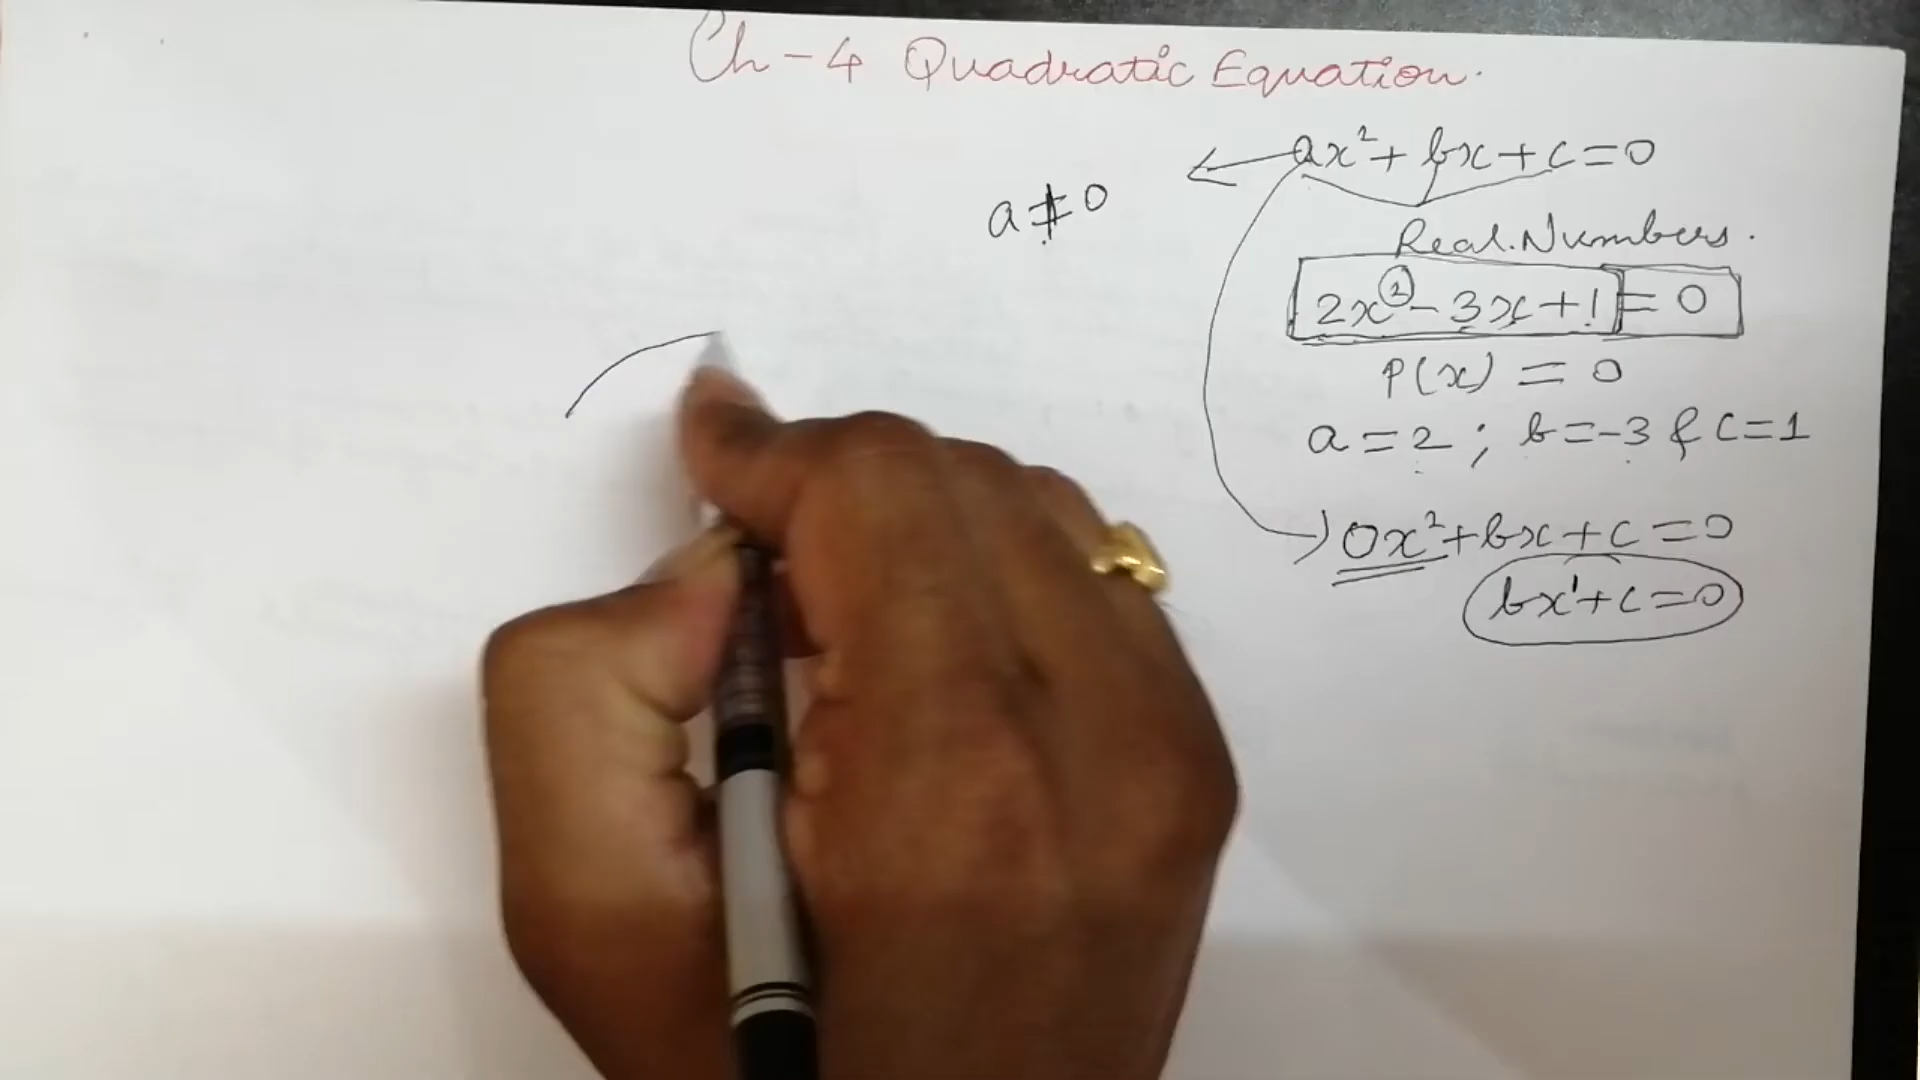 Ch-4 Quadratic Equation.
ax²+bx+c=0
a≠0
Real.Numbers.
2x²-3x+1=0
P(x)=0
a=2; b=-3 & c=1
0x²+bx+c=0
bx¹+c=0